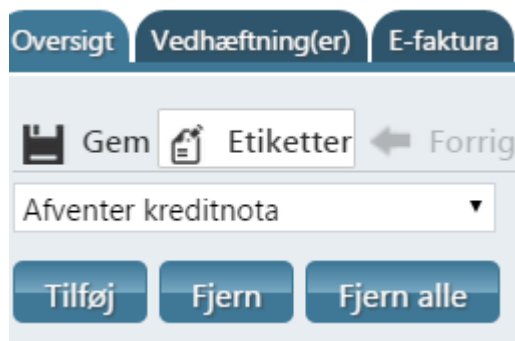 Oversigt Vedhæftning(er) E-faktura
Gem Etiketter Forrig
Afventer kreditnota
Tilføj Fjern Fjern alle